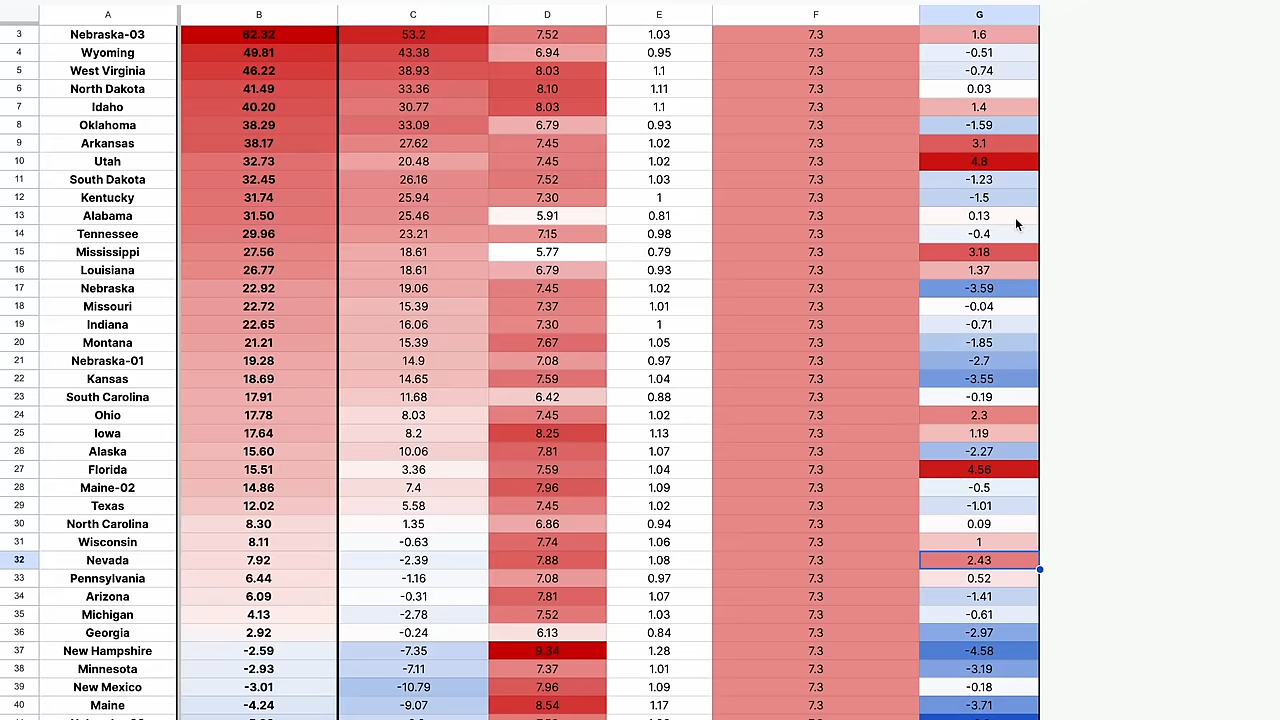 A B C D E F G
3 Nebraska-03 62.32 53.2 7.52 1.03 7.3 1.6
4 Wyoming 49.81 43.38 6.94 0.95 7.3 -0.51
5 West Virginia 46.22 38.93 8.03 1.1 7.3 -0.74
6 North Dakota 41.49 33.36 8.10 1.11 7.3 0.03
7 Idaho 40.20 30.77 8.03 1.1 7.3 1.4
8 Oklahoma 38.29 33.09 6.79 0.93 7.3 -1.59
9 Arkansas 38.17 27.62 7.45 1.02 7.3 3.1
10 Utah 32.73 20.48 7.45 1.02 7.3 4.8
11 South Dakota 32.45 26.16 7.52 1.03 7.3 -1.23
12 Kentucky 31.74 25.94 7.30 1 7.3 -1.5
13 Alabama 31.50 25.46 5.91 0.81 7.3 0.13
14 Tennessee 29.96 23.21 7.15 0.98 7.3 -0.4
15 Mississippi 27.56 18.61 5.77 0.79 7.3 3.18
16 Louisiana 26.77 18.61 6.79 0.93 7.3 1.37
17 Nebraska 22.92 19.06 7.45 1.02 7.3 -3.59
18 Missouri 22.72 15.39 7.37 1.01 7.3 -0.04
19 Indiana 22.65 16.06 7.30 1 7.3 -0.71
20 Montana 21.21 15.39 7.67 1.05 7.3 -1.85
21 Nebraska-01 19.28 14.9 7.08 0.97 7.3 -2.7
22 Kansas 18.69 14.65 7.59 1.04 7.3 -3.55
23 South Carolina 17.91 11.68 6.42 0.88 7.3 -0.19
24 Ohio 17.78 8.03 7.45 1.02 7.3 2.3
25 Iowa 17.64 8.2 8.25 1.13 7.3 1.19
26 Alaska 15.60 10.06 7.81 1.07 7.3 -2.27
27 Florida 15.51 3.36 7.59 1.04 7.3 4.56
28 Maine-02 14.86 7.4 7.96 1.09 7.3 -0.5
29 Texas 12.02 5.58 7.45 1.02 7.3 -1.01
30 North Carolina 8.30 1.35 6.86 0.94 7.3 0.09
31 Wisconsin 8.11 -0.63 7.74 1.06 7.3 1
32 Nevada 7.92 -2.39 7.88 1.08 7.3 2.43
33 Pennsylvania 6.44 -1.16 7.08 0.97 7.3 0.52
34 Arizona 6.09 -0.31 7.81 1.07 7.3 -1.41
35 Michigan 4.13 -2.78 7.52 1.03 7.3 -0.61
36 Georgia 2.92 -0.24 6.13 0.84 7.3 -2.97
37 New Hampshire -2.59 -7.35 9.34 1.28 7.3 -4.58
38 Minnesota -2.93 -7.11 7.37 1.01 7.3 -3.19
39 New Mexico -3.01 -10.79 7.96 1.09 7.3 -0.18
40 Maine -4.24 -9.07 8.54 1.17 7.3 -3.71